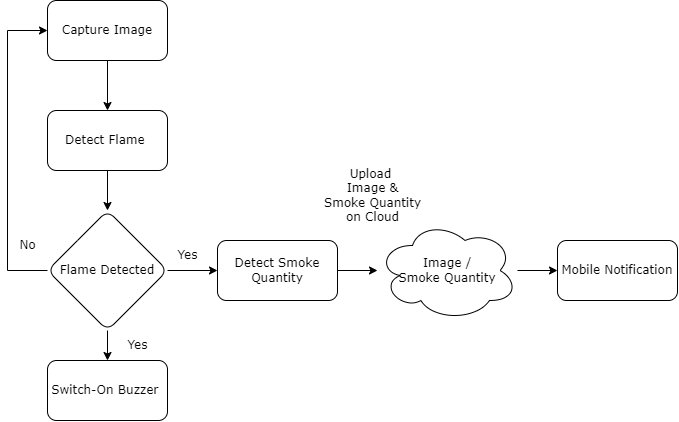 Capture Image
Detect Flame
Upload
Image &
Smoke Quantity
on Cloud
No
Flame Detected
Yes
Detect Smoke
Quantity
Image /
Smoke Quantity
Mobile Notification
Yes
Switch-On Buzzer